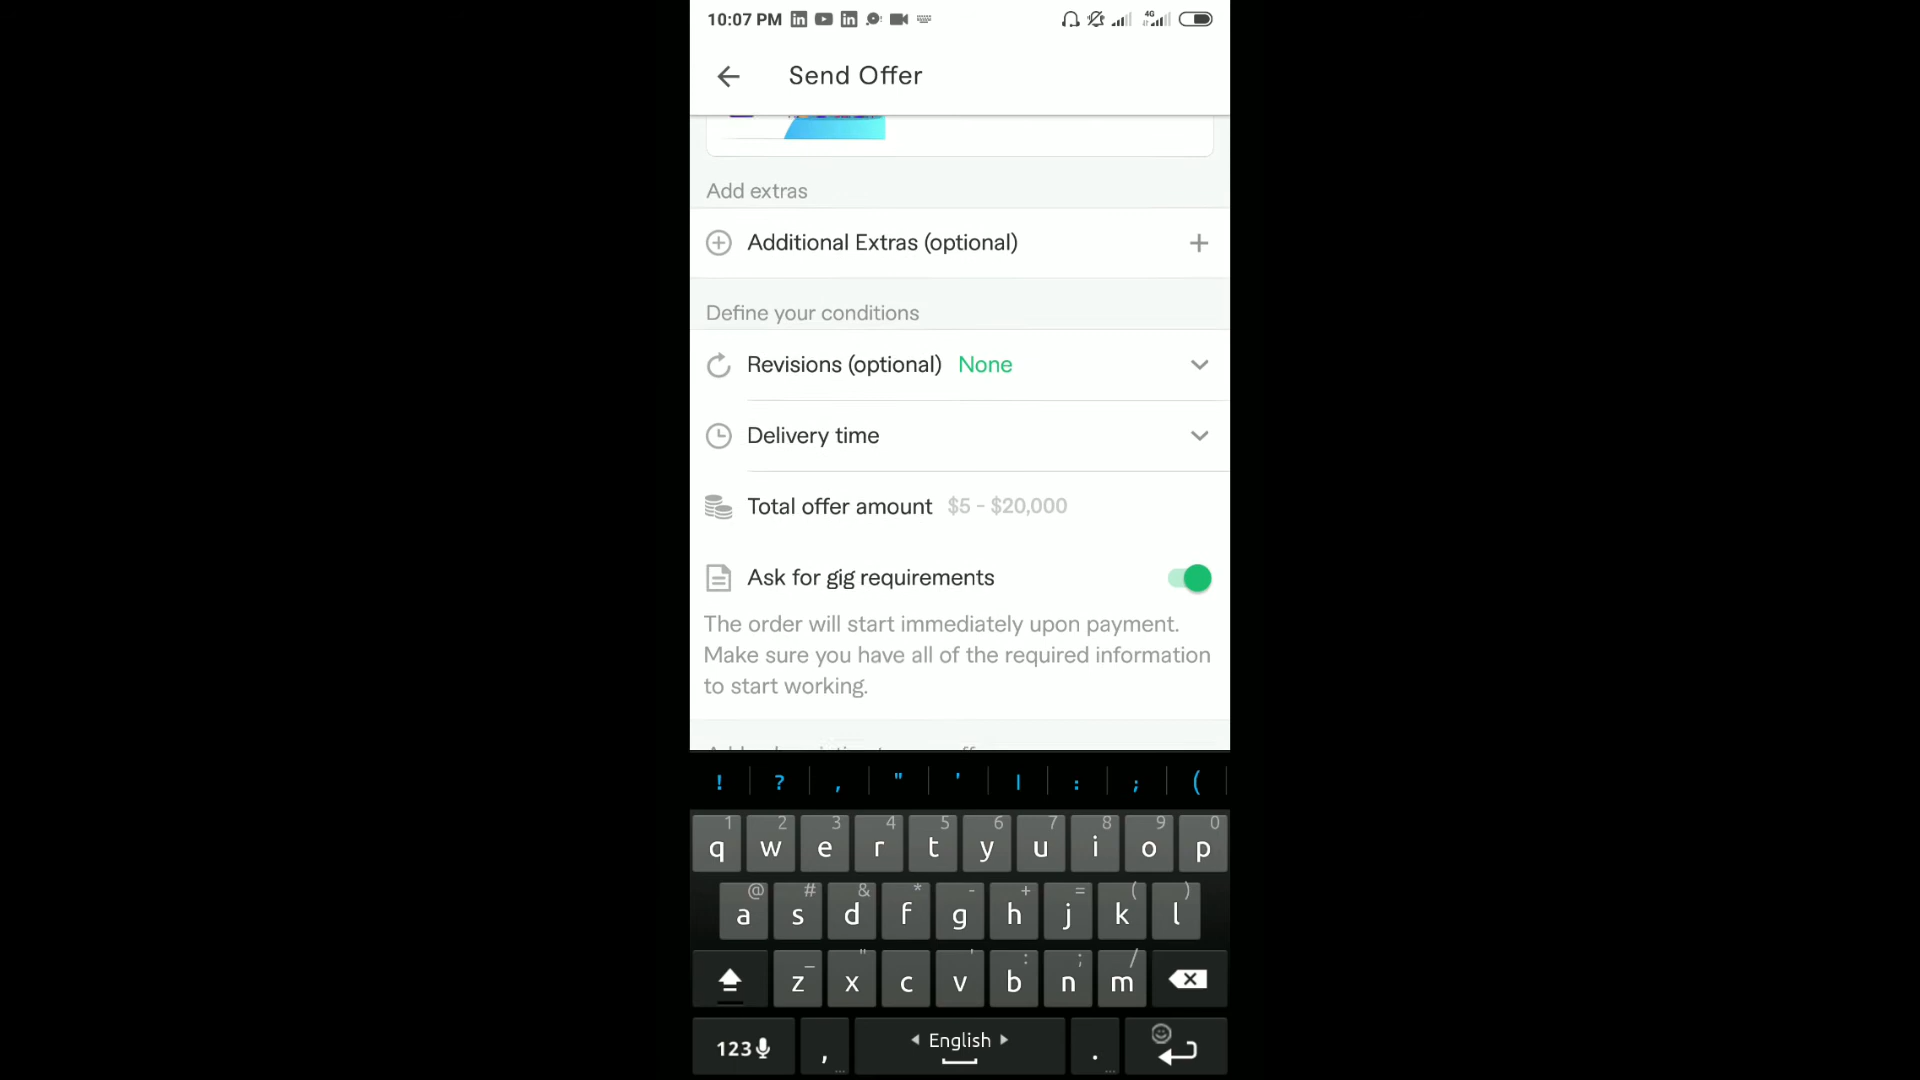 10:07 PM
4G
Send Offer
Add extras
Additional Extras (optional)
Define your conditions
Revisions (optional) None
Delivery time
Total offer amount $5 - $20,000
Ask for gig requirements
The order will start immediately upon payment.
Make sure you have all of the required information
to start working.
! ? , " ' | : ; (
1 2 3 4 5 6 7 8 9 0
q w e r t y u i o p
@ # & * - + = ( )
a s d f g h j k l
_ " ' : ; /
z x c v b n m
123 , English .